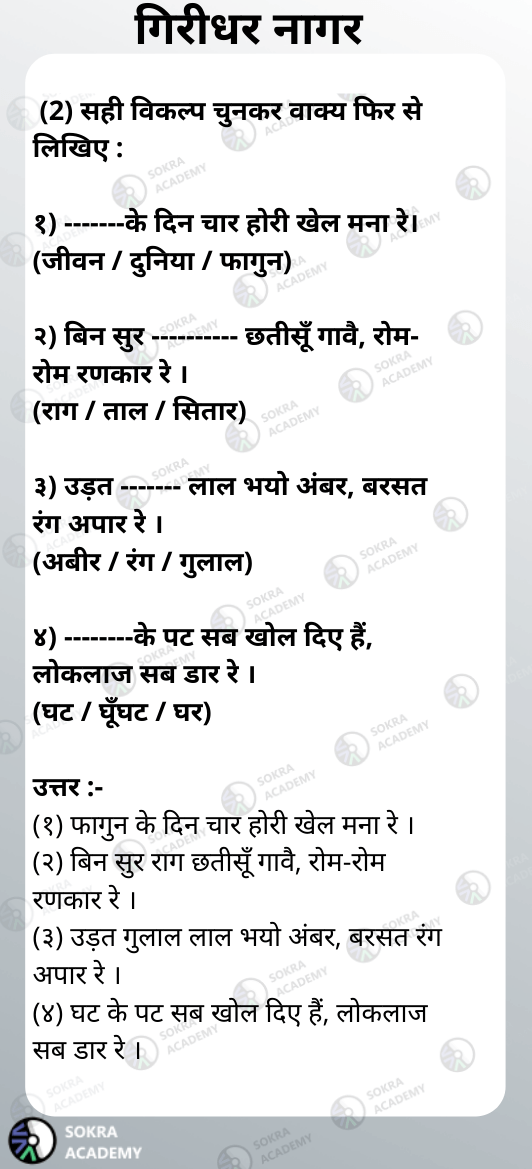 गिरीधर नागर
(2) सही विकल्प चुनकर वाक्य फिर से
लिखिए :
१) -------के दिन चार होरी खेल मना रे।
(जीवन / दुनिया / फागुन)
२) बिन सुर ---------- छतीसूँ गावै, रोम-
रोम रणकार रे ।
(राग / ताल / सितार)
३) उड़त ------- लाल भयो अंबर, बरसत
रंग अपार रे ।
(अबीर / रंग / गुलाल)
४) --------के पट सब खोल दिए हैं,
लोकलाज सब डार रे ।
(घट / घूँघट / घर)
उत्तर :-
(१) फागुन के दिन चार होरी खेल मना रे ।
(२) बिन सुर राग छतीसूँ गावै, रोम-रोम
रणकार रे ।
(३) उड़त गुलाल लाल भयो अंबर, बरसत रंग
अपार रे ।
(४) घट के पट सब खोल दिए हैं, लोकलाज
सब डार रे ।
SOKRA
ACADEMY